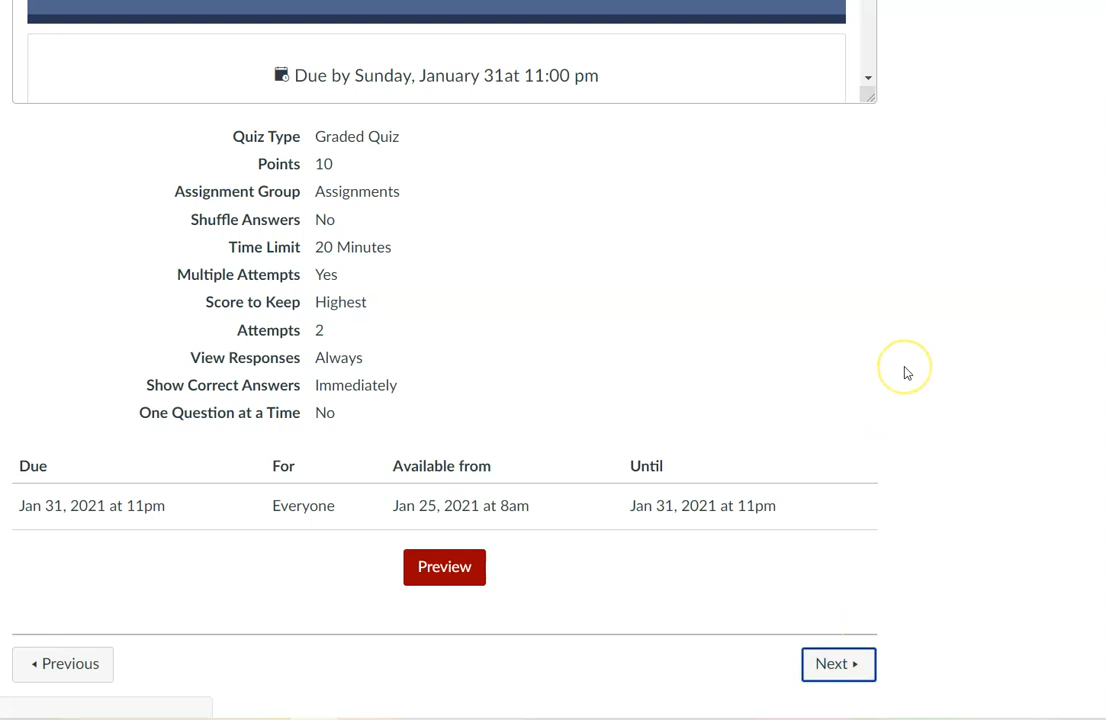 Due by Sunday, January 31at 11:00 pm
Quiz Type Graded Quiz
Points 10
Assignment Group Assignments
Shuffle Answers No
Time Limit 20 Minutes
Multiple Attempts Yes
Score to Keep Highest
Attempts 2
View Responses Always
Show Correct Answers Immediately
One Question at a Time No
Due For Available from Until
Jan 31, 2021 at 11pm Everyone Jan 25, 2021 at 8am Jan 31, 2021 at 11pm
Preview
Previous Next